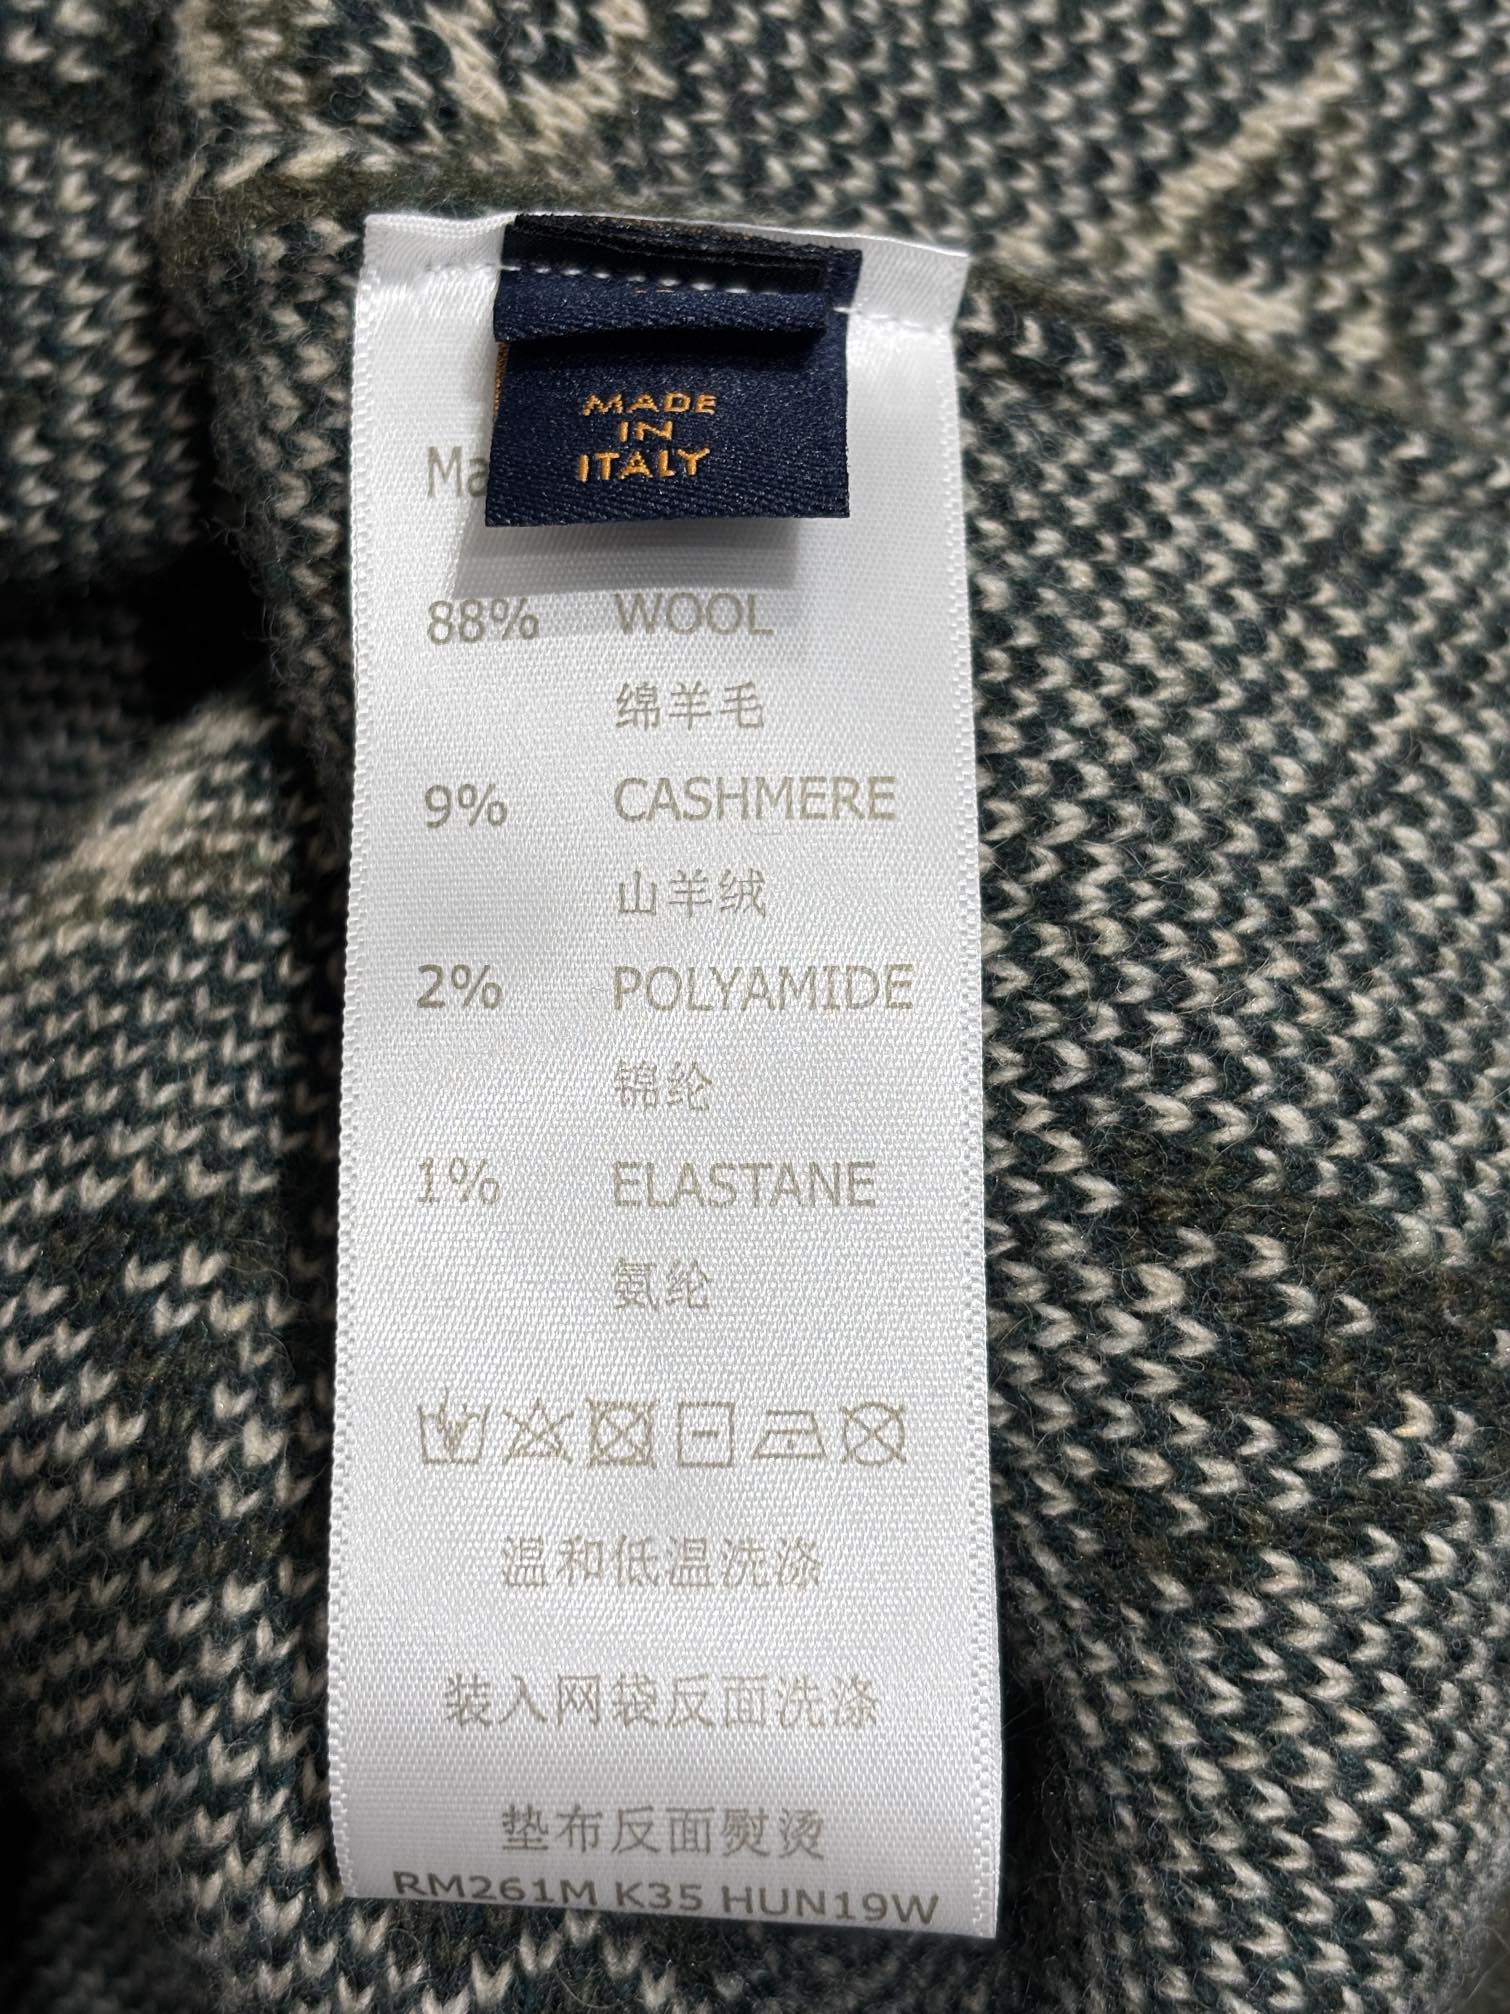 MADE
IN
ITALY
Ma
88% WOOL
绵羊毛
9% CASHMERE
山羊绒
2% POLYAMIDE
锦纶
1% ELASTANE
氨纶
温和低温洗涤
装入网袋反面洗涤
垫布反面熨烫
RM261M K35 HUN19W